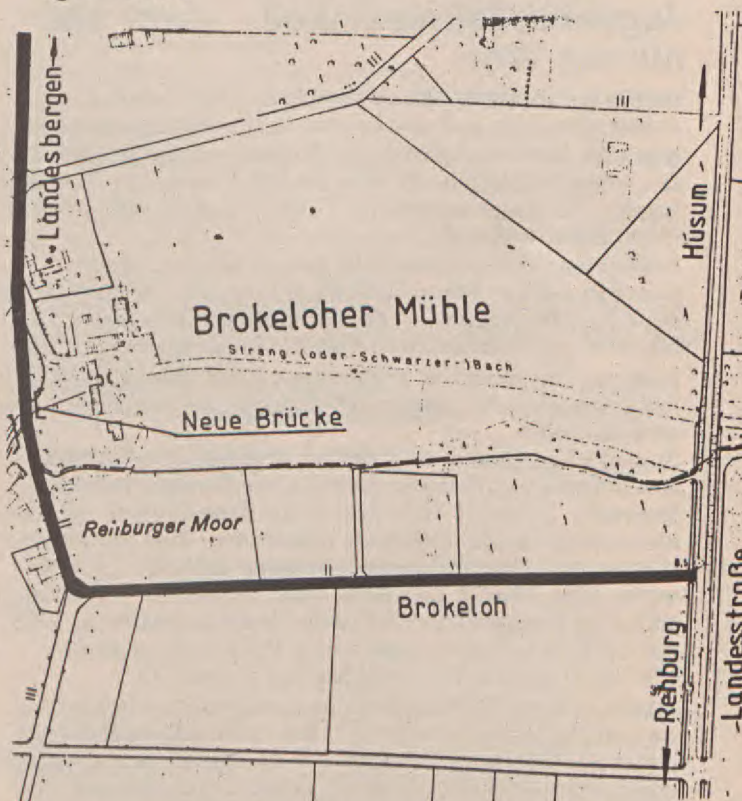 Landesbergen
Husum
Brokeloher Mühle
Strang-(oder-Schwarzer-)Bach
Neue Brücke
Rehburger Moor
Brokeloh
Rehburg
-Landesstraße